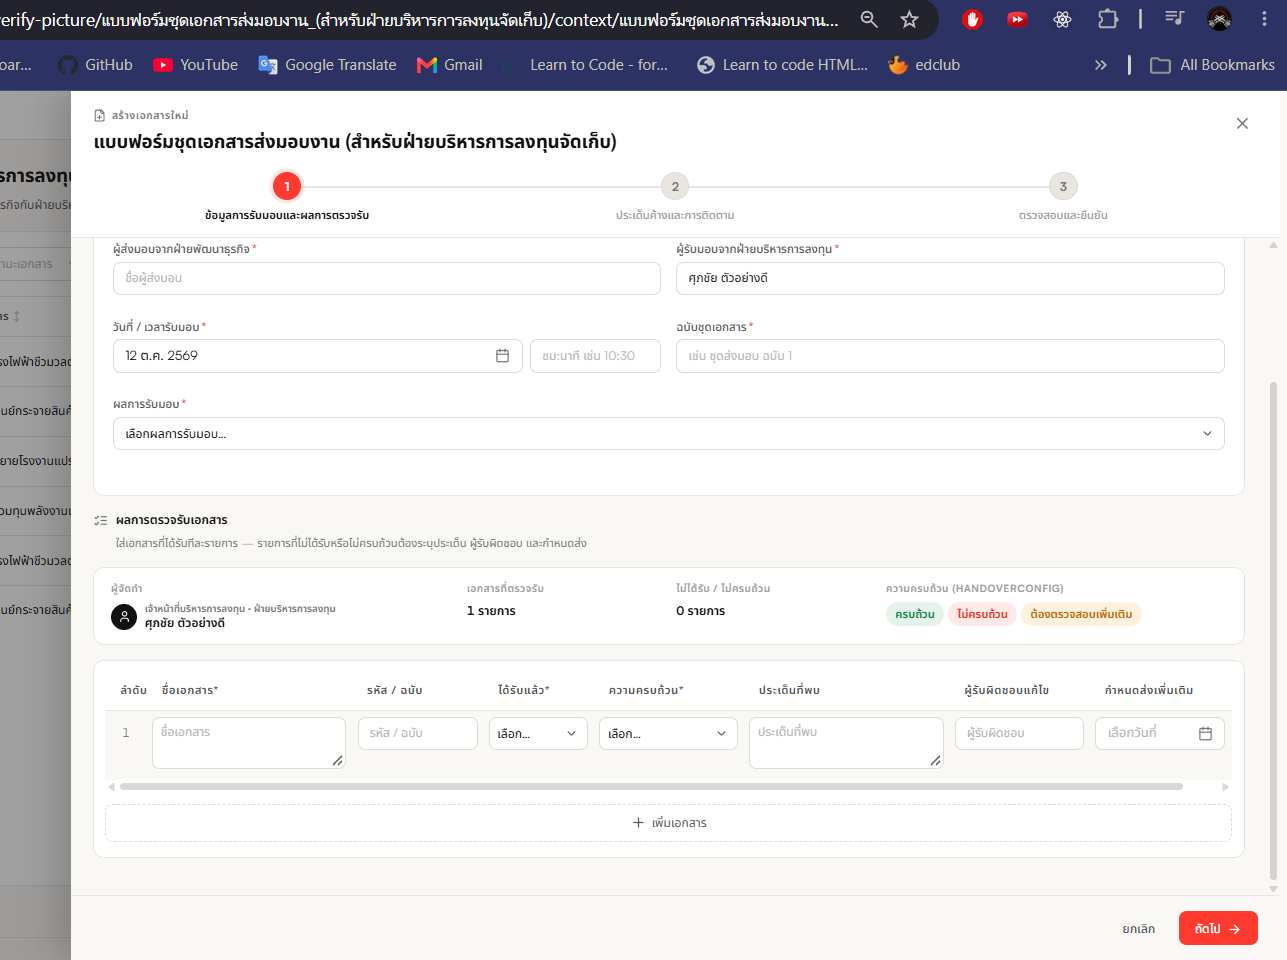 erify-picture/แบบฟอร์มชุดเอกสารส่งมอบงาน_(สำหรับฝ่ายบริหารการลงทุนจัดเก็บ)/context/แบบฟอร์มชุดเอกสารส่งมอบงาน...
oar...
GitHub
YouTube
Google Translate
Gmail
Learn to Code - for...
Learn to code HTML...
edclub
All Bookmarks
สร้างเอกสารใหม่
แบบฟอร์มชุดเอกสารส่งมอบงาน (สำหรับฝ่ายบริหารการลงทุนจัดเก็บ)
1
2
3
ข้อมูลการรับมอบและผลการตรวจรับ
ประเด็นค้างและการติดตาม
ตรวจสอบและยืนยัน
ผู้ส่งมอบจากฝ่ายพัฒนาธุรกิจ*
ผู้รับมอบจากฝ่ายบริหารการลงทุน*
ชื่อผู้ส่งมอบ
ศุภชัย ตัวอย่างดี
วันที่ / เวลารับมอบ*
ฉบับชุดเอกสาร*
12 ต.ค. 2569
ชม:นาที เช่น 10:30
เช่น ชุดส่งมอบ ฉบับ 1
ผลการรับมอบ*
เลือกผลการรับมอบ...
ผลการตรวจรับเอกสาร
ใส่เอกสารที่ได้รับทีละรายการ — รายการที่ไม่ได้รับหรือไม่ครบถ้วนต้องระบุประเด็น ผู้รับผิดชอบ และกำหนดส่ง
ผู้จัดทำ
เจ้าหน้าที่บริหารการลงทุน • ฝ่ายบริหารการลงทุน
ศุภชัย ตัวอย่างดี
เอกสารที่ตรวจรับ
1 รายการ
ไม่ได้รับ / ไม่ครบถ้วน
0 รายการ
ความครบถ้วน (HANDOVERCONFIG)
ครบถ้วน
ไม่ครบถ้วน
ต้องตรวจสอบเพิ่มเติม
ลำดับ
ชื่อเอกสาร*
รหัส / ฉบับ
ได้รับแล้ว*
ความครบถ้วน*
ประเด็นที่พบ
ผู้รับผิดชอบแก้ไข
กำหนดส่งเพิ่มเติม
1
ชื่อเอกสาร
รหัส / ฉบับ
เลือก...
เลือก...
ประเด็นที่พบ
ผู้รับผิดชอบ
เลือกวันที่
เพิ่มเอกสาร
ยกเลิก
ถัดไป